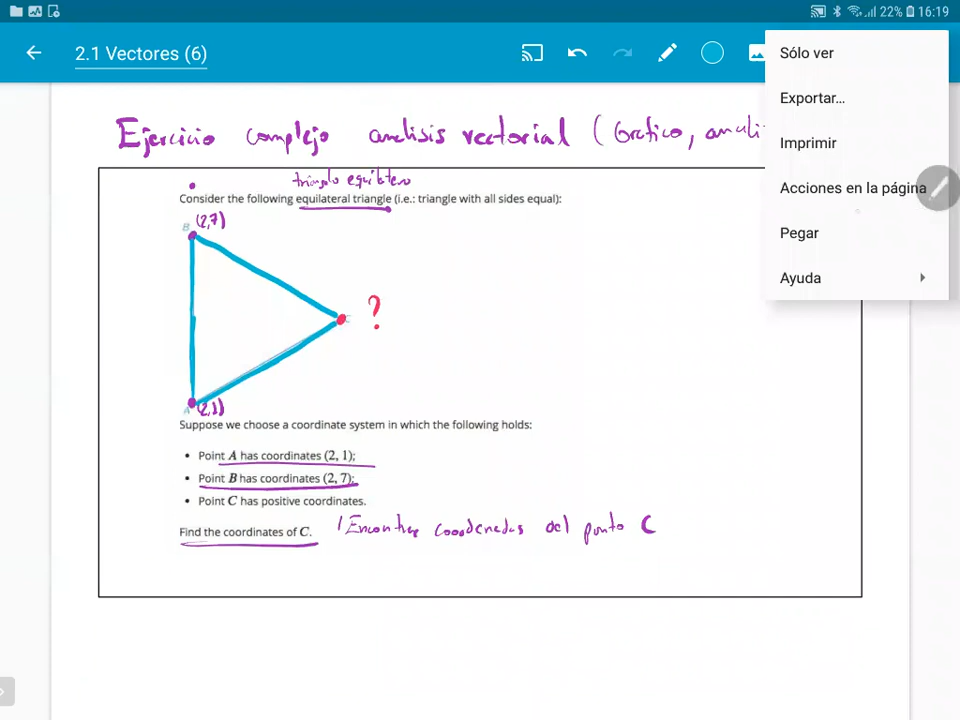 22% 16:19
2.1 Vectores (6)
Sólo ver
Exportar...
Imprimir
Acciones en la página
Pegar
Ayuda
Ejercicio complejo analisis vectorial (Grafico, analí
triangulo equilatero
Consider the following equilateral triangle (i.e.: triangle with all sides equal):
B (2,7)
C ?
A (2,1)
Suppose we choose a coordinate system in which the following holds:
• Point A has coordinates (2, 1);
• Point B has coordinates (2, 7);
• Point C has positive coordinates.
Find the coordinates of C. /Encontrar coordenadas del punto C